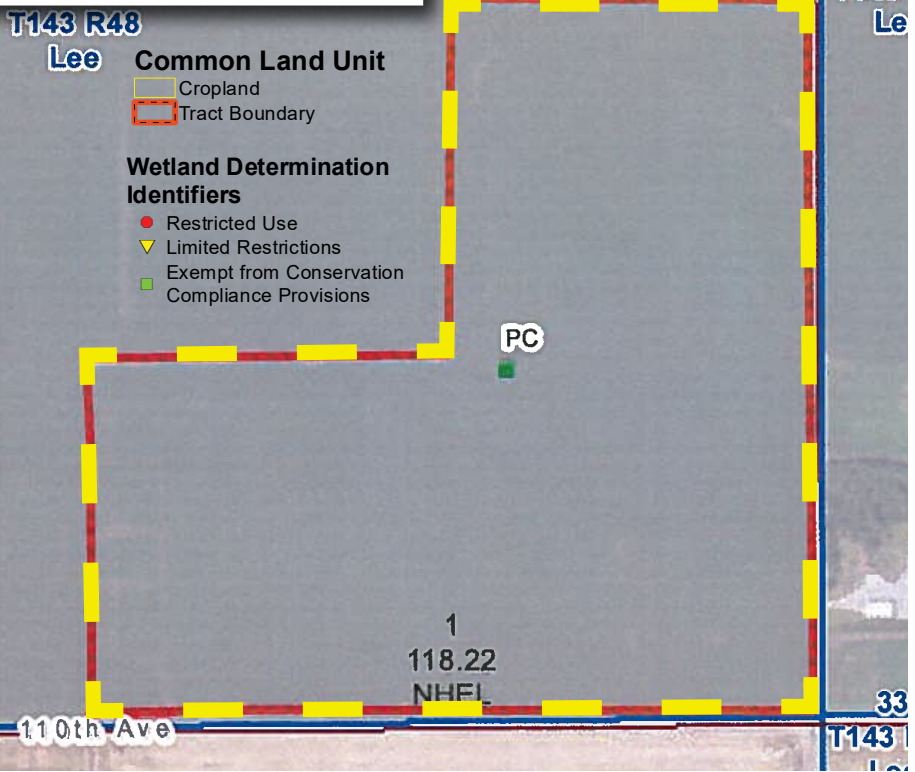 T143 R48
Lee
Le
Common Land Unit
Cropland
Tract Boundary
Wetland Determination
Identifiers
Restricted Use
Limited Restrictions
Exempt from Conservation
Compliance Provisions
PC
1
118.22
NHEL
110th Ave
33
T143